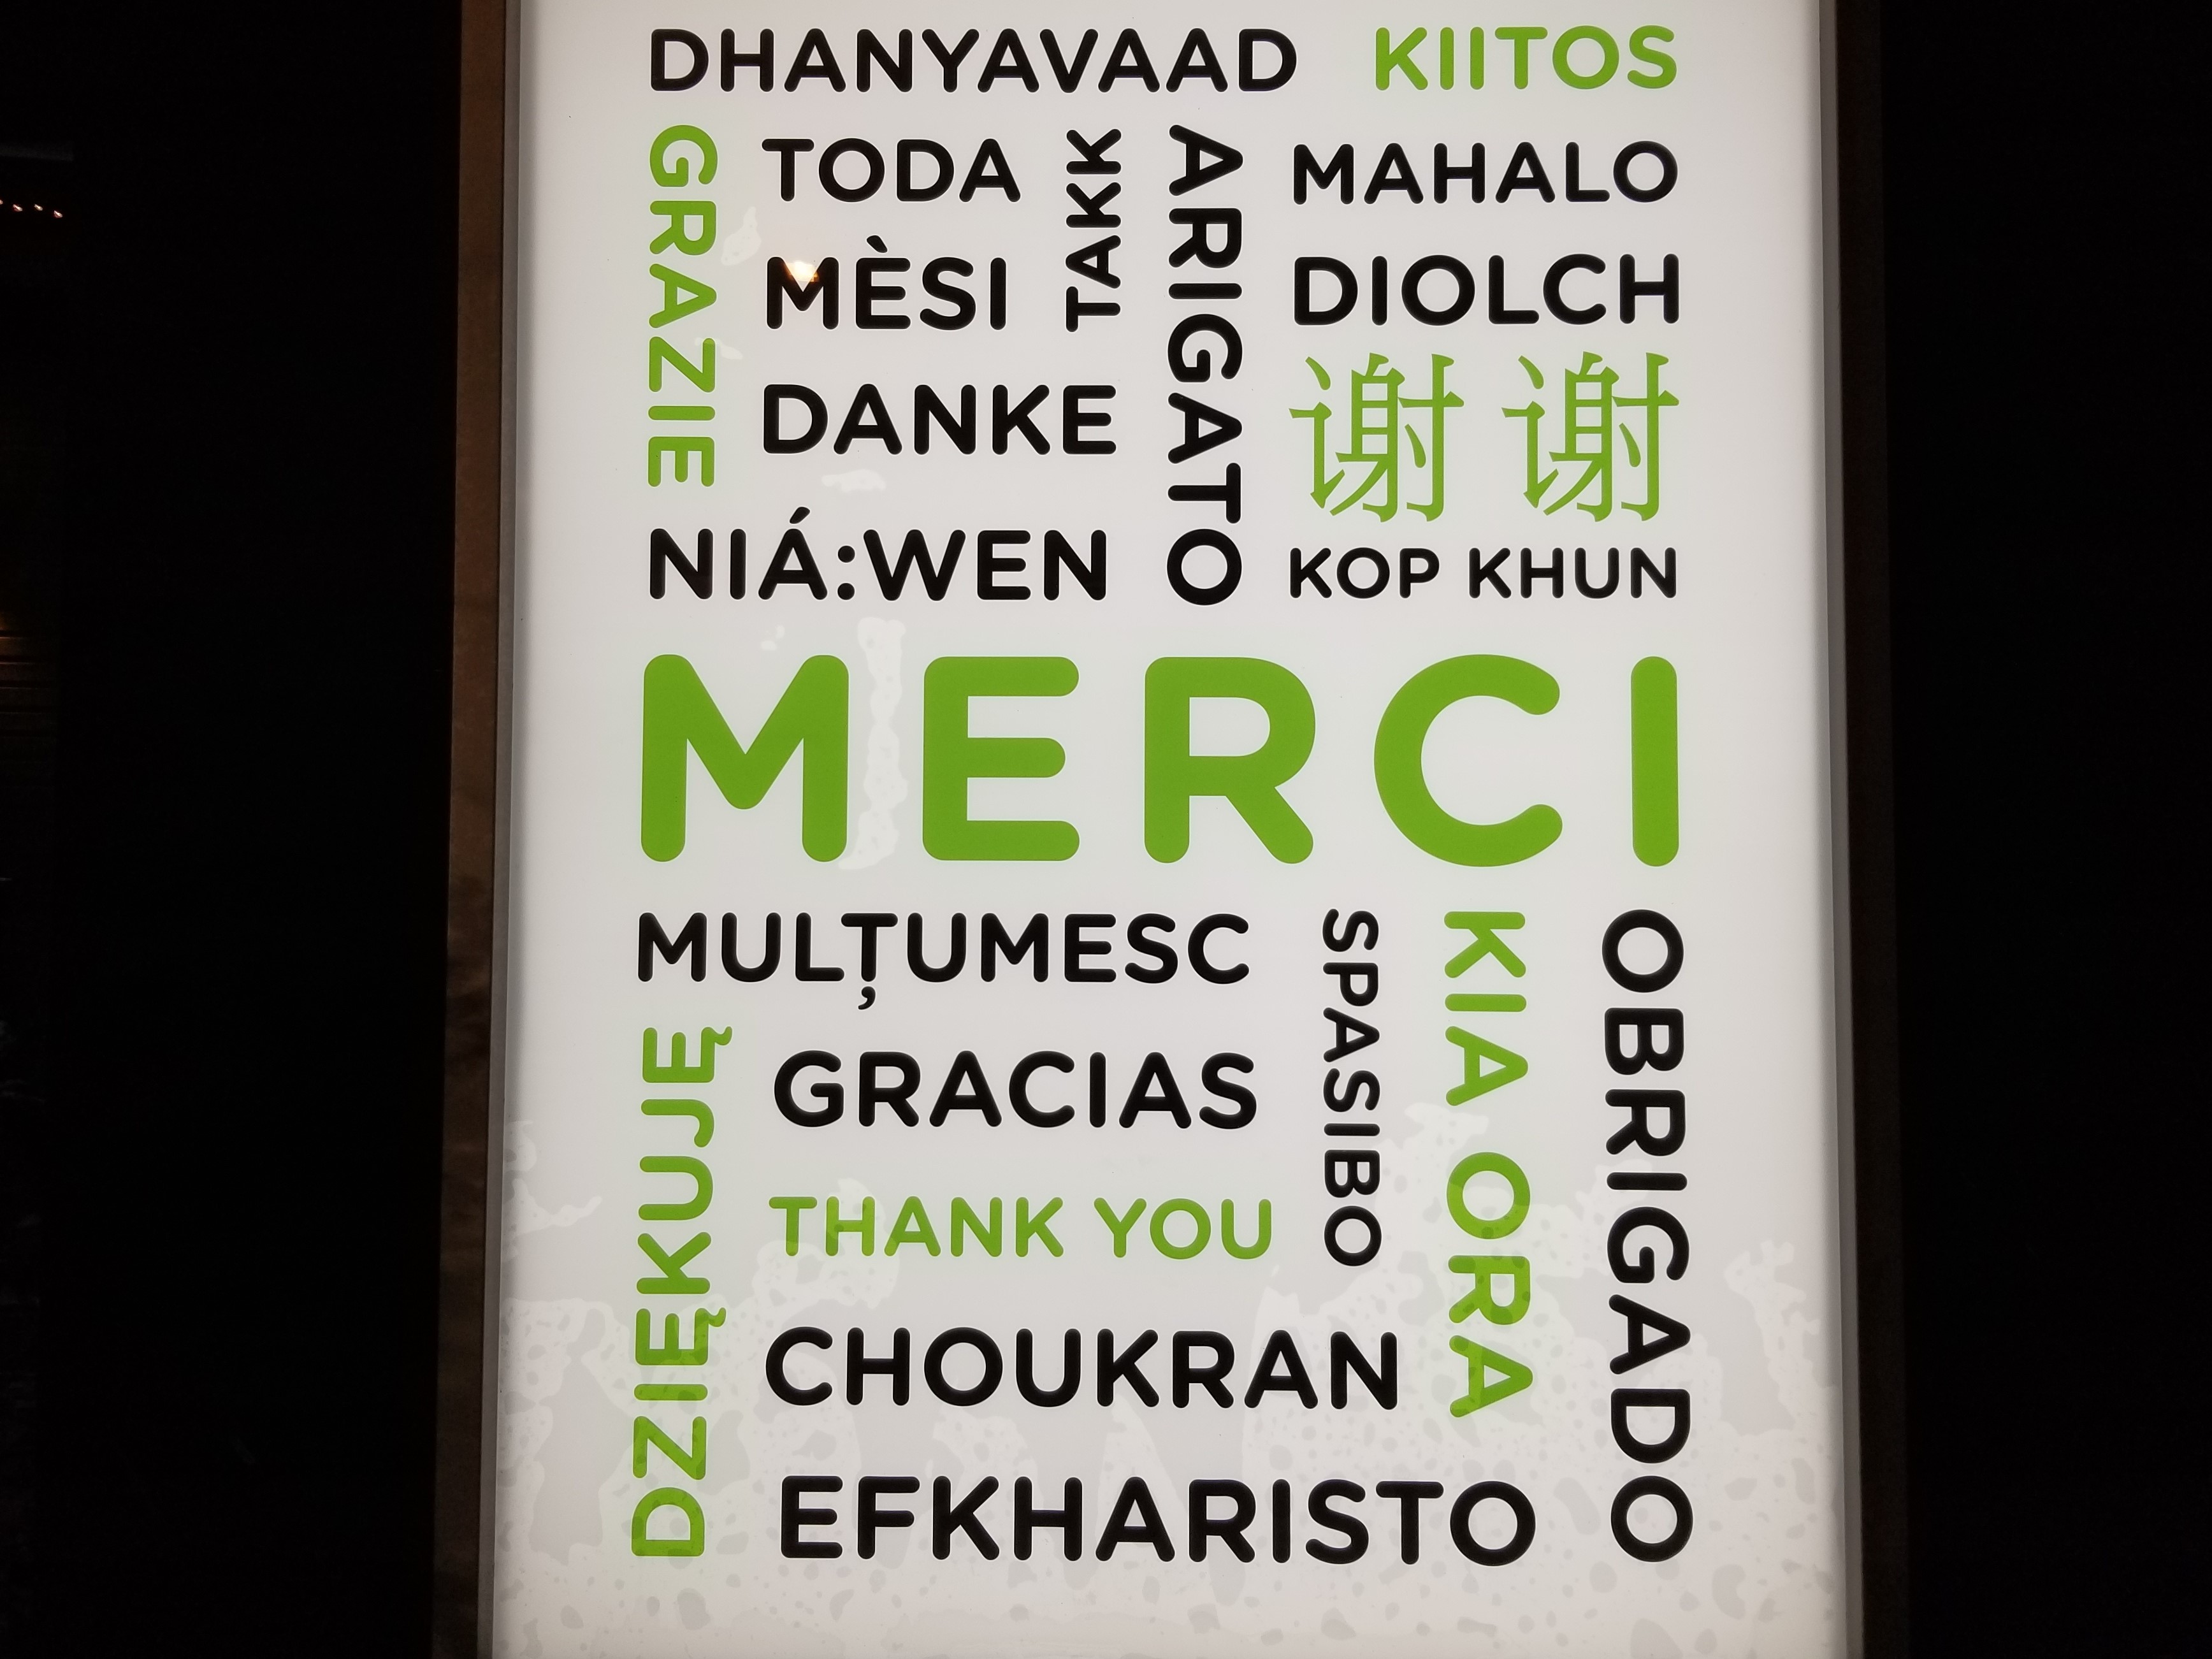 DHANYAVAAD KIITOS
GRAZIE
TODA
TAKK
ARIGATO
MAHALO
MÈSI
DIOLCH
DANKE
谢谢
NIÁ:WEN
KOP KHUN
MERCI
MULȚUMESC
SPASIBO
KIA ORA
OBRIGADO
DZIĘKUJĘ
GRACIAS
THANK YOU
CHOUKRAN
EFKHARISTO